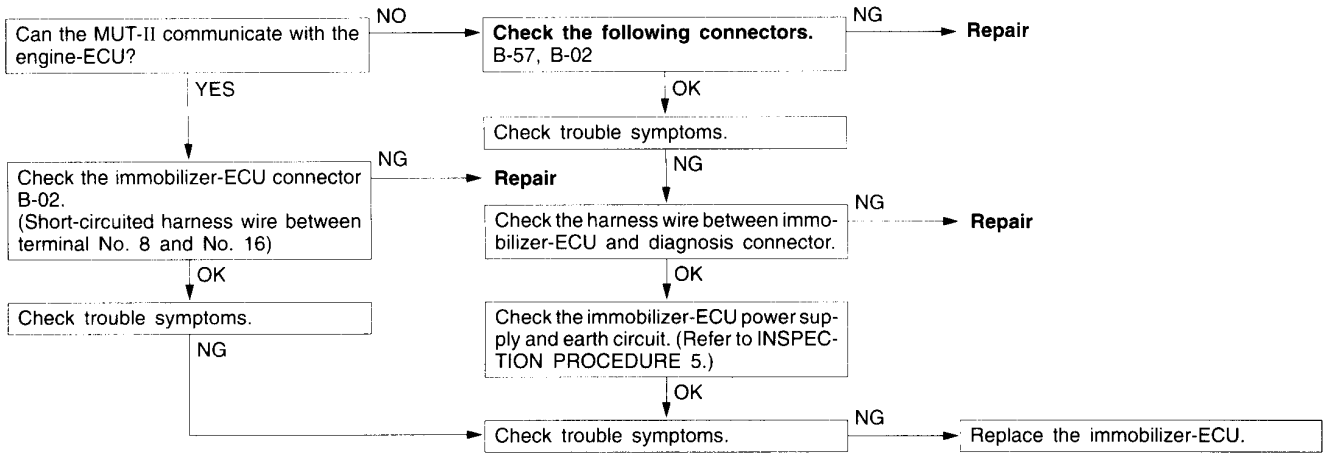 Can the MUT-II communicate with the
engine-ECU?
NO
YES
Check the immobilizer-ECU connector
B-02.
(Short-circuited harness wire between
terminal No. 8 and No. 16)
NG
Repair
OK
Check trouble symptoms.
NG
Check the following connectors.
B-57, B-02
NG
Repair
OK
Check trouble symptoms.
NG
Check the harness wire between immo-
bilizer-ECU and diagnosis connector.
NG
Repair
OK
Check the immobilizer-ECU power sup-
ply and earth circuit. (Refer to INSPEC-
TION PROCEDURE 5.)
OK
Check trouble symptoms.
NG
Replace the immobilizer-ECU.